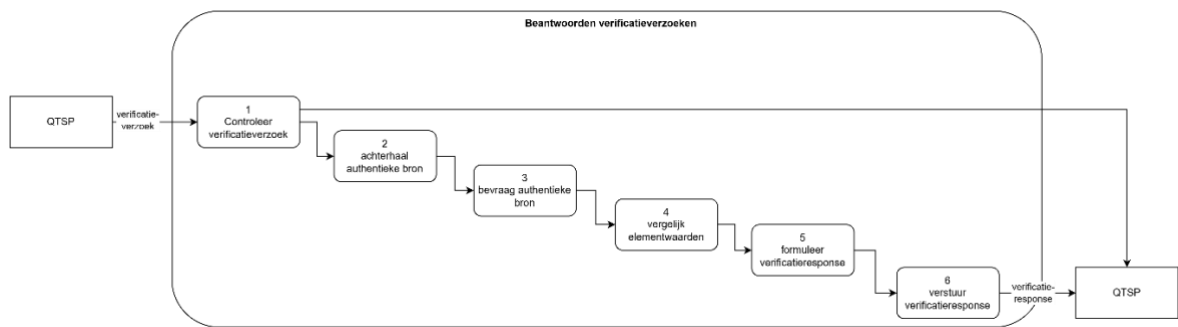 Beantwoorden verificatieverzoeken
QTSP
verificatie-
verzoek
1
Controleer
verificatieverzoek
2
achterhaal
authentieke bron
3
bevraag authentieke
bron
4
vergelijk
elementwaarden
5
formuleer
verificatieresponse
6
verstuur
verificatieresponse
verificatie-
response
QTSP